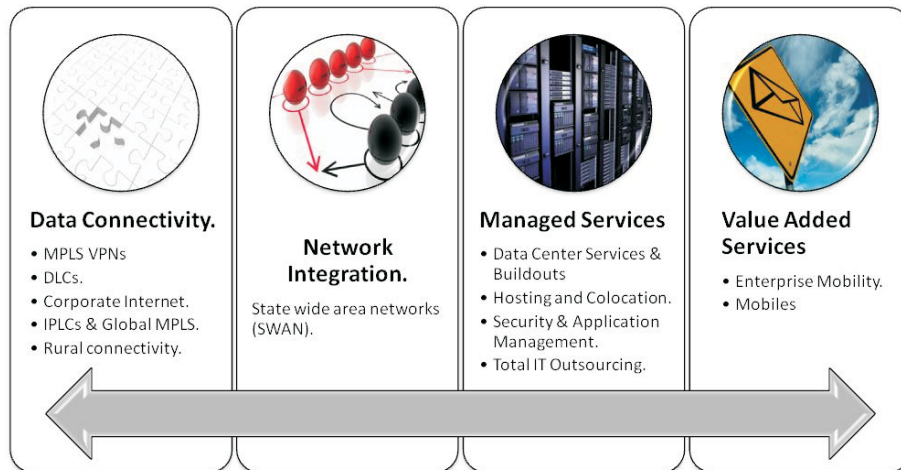 Data Connectivity.
• MPLS VPNs
• DLCs.
• Corporate Internet.
• IPLCs & Global MPLS.
• Rural connectivity.
Network
Integration.
State wide area networks
(SWAN).
Managed Services
• Data Center Services &
Buildouts
• Hosting and Colocation.
• Security & Application
Management.
• Total IT Outsourcing.
Value Added
Services
• Enterprise Mobility.
• Mobiles